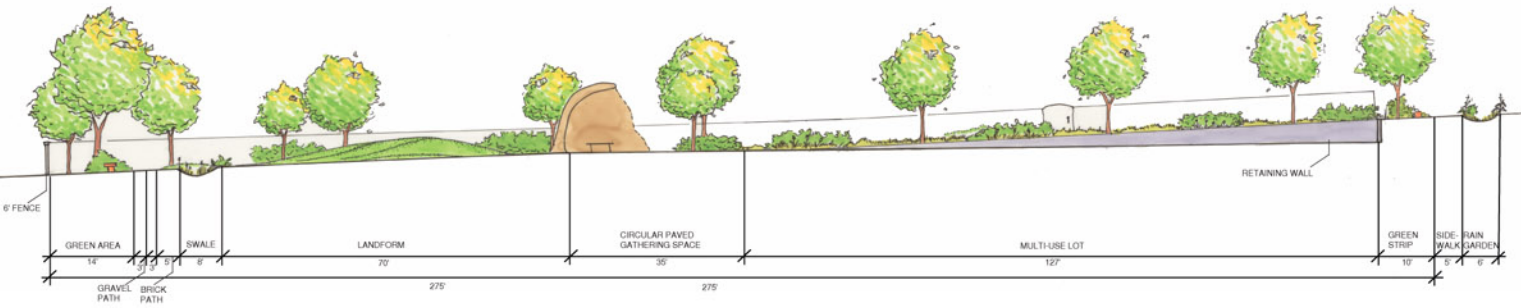 RETAINING WALL
6' FENCE
GREEN AREA
SWALE
LANDFORM
CIRCULAR PAVED
GATHERING SPACE
MULTI-USE LOT
GREEN
STRIP
SIDE-
WALK
RAIN
GARDEN
14'
3'
3'
5'
8'
70'
35'
127'
10'
5'
6'
GRAVEL
PATH
BRICK
PATH
275'
275'